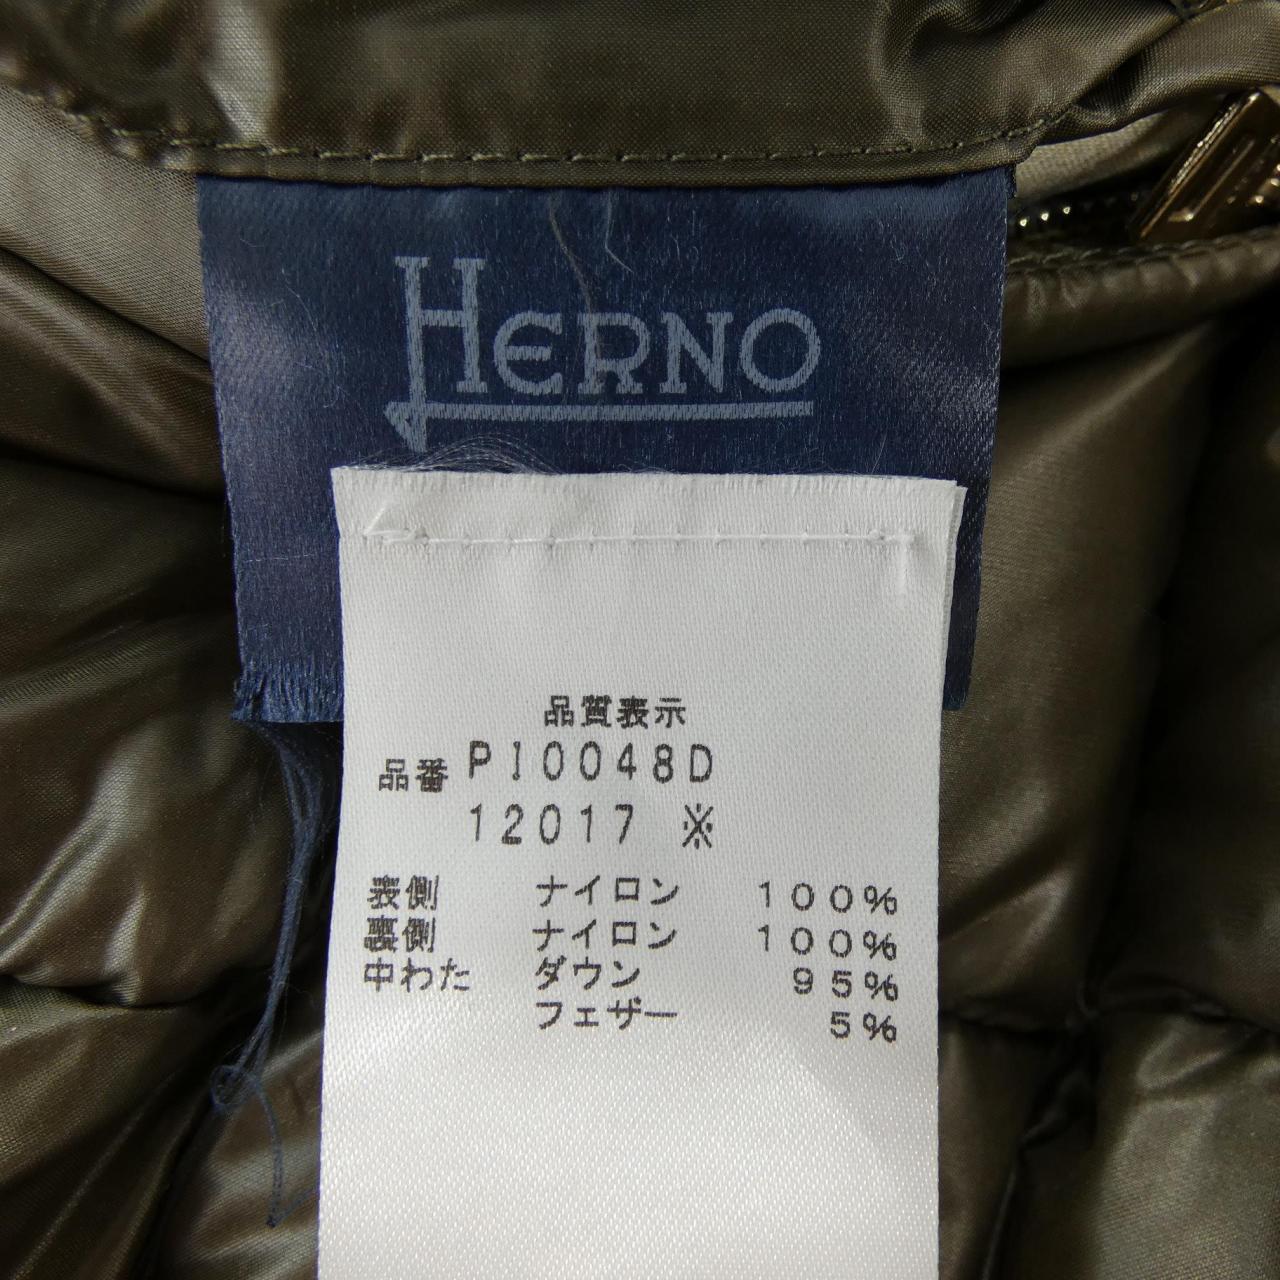 HERNO
品質表示
品番 PI0048D
12017 ※
表側 ナイロン 100%
裏側 ナイロン 100%
中わた ダウン 95%
フェザー 5%